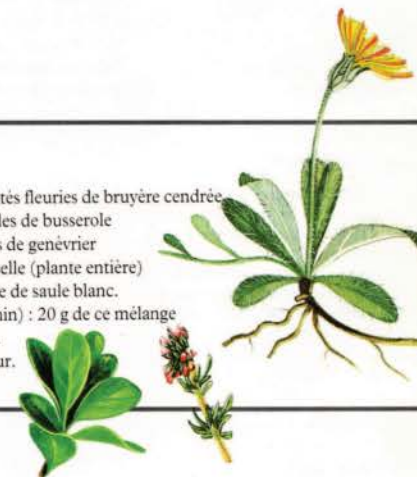 tés fleuries de bruyère cendrée
les de busserole
s de genévrier
elle (plante entière)
e de saule blanc.
nin) : 20 g de ce mélange
ur.